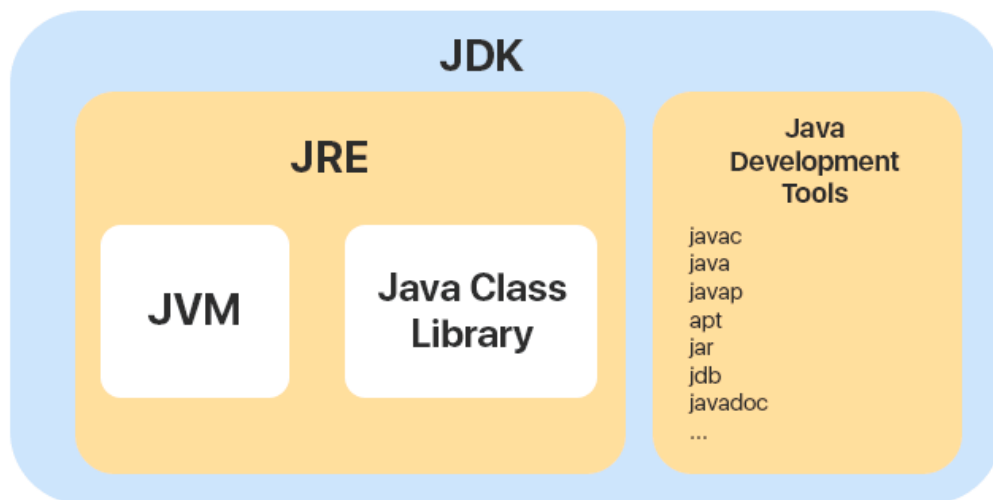 JDK
JRE
JVM
Java Class
Library
Java
Development
Tools
javac
java
javap
apt
jar
jdb
javadoc
...